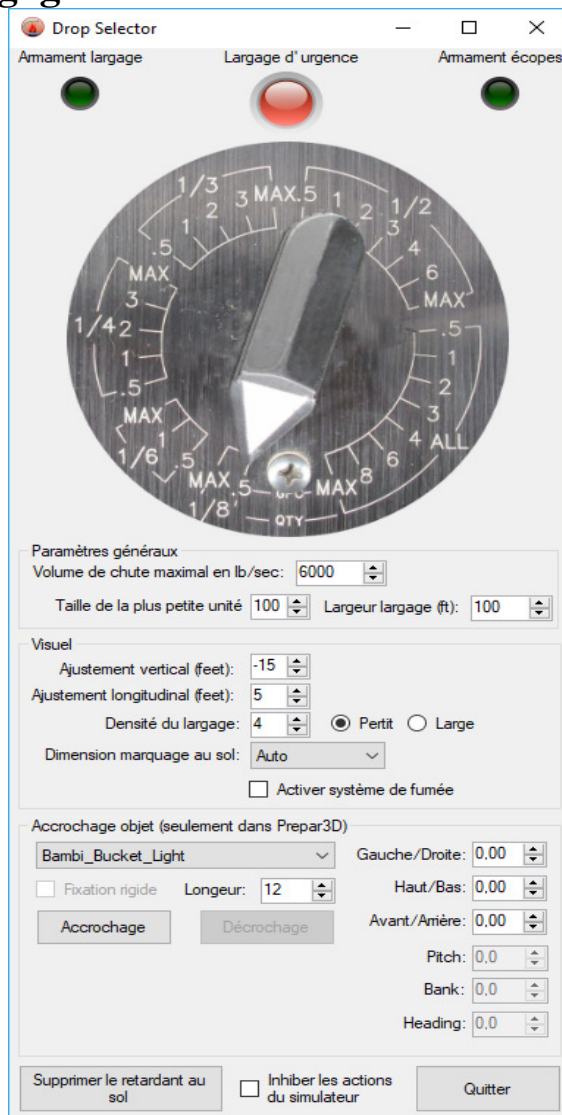 Drop Selector
Armament largage
Largage d' urgence
Armament écopes
1/3
MAX
.5
1
2
3
1/2
1
2
3
4
6
MAX
.5
MAX
3
1/4
2
1
.5
.5
1
2
3
4
ALL
6
8
MAX
MAX
1
1/6
.5
MAX
.5
1/8
QTY
Paramètres généraux
Volume de chute maximal en lb/sec: 6000
Taille de la plus petite unité 100 Largeur largage (ft): 100
Visuel
Ajustement vertical (feet): -15
Ajustement longitudinal (feet): 5
Densité du largage: 4 Pertit Large
Dimension marquage au sol: Auto
Activer système de fumée
Accrochage objet (seulement dans Prepar3D)
Bambi_Bucket_Light Gauche/Droite: 0,00
Fixation rigide Longeur: 12 Haut/Bas: 0,00
Accrochage Décrochage Avant/Arrière: 0,00
Pitch: 0,0
Bank: 0,0
Heading: 0,0
Supprimer le retardant au
sol
Inhiber les actions
du simulateur
Quitter